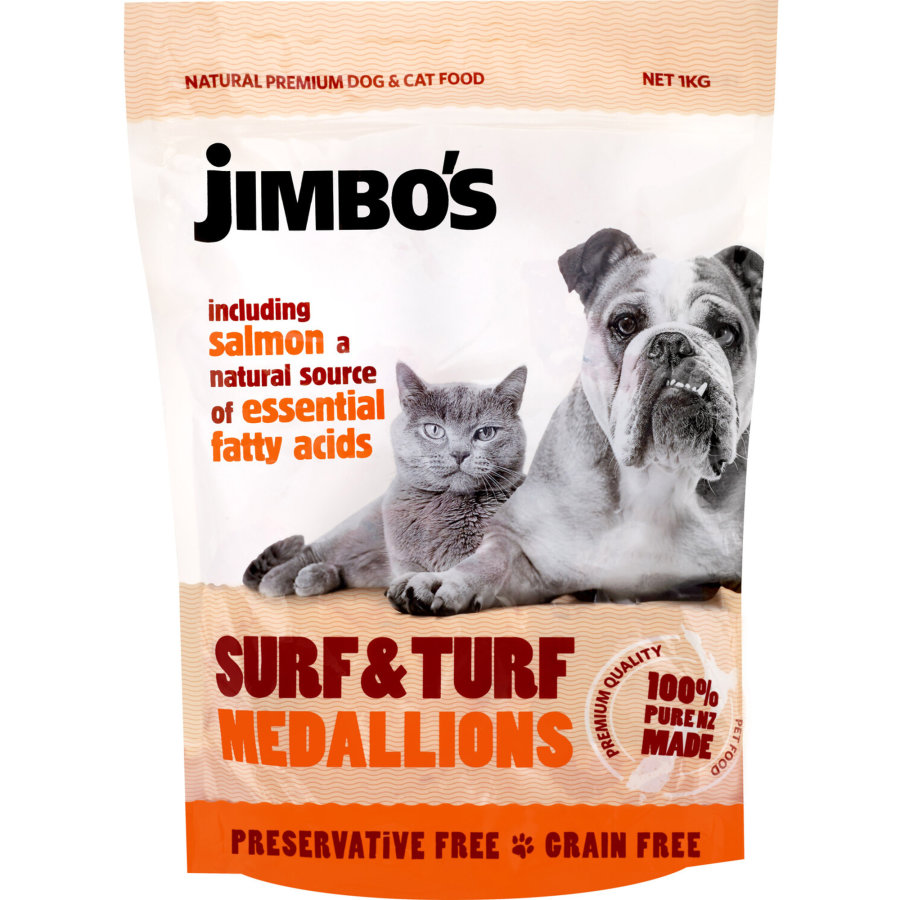 NATURAL PREMIUM DOG & CAT FOOD
NET 1KG
JIMBO'S
including
salmon a
natural source
of essential
fatty acids
SURF & TURF
MEDALLIONS
PREMIUM QUALITY
100%
PURE NZ
MADE
PET FOOD
PRESERVATiVE FREE GRAIN FREE